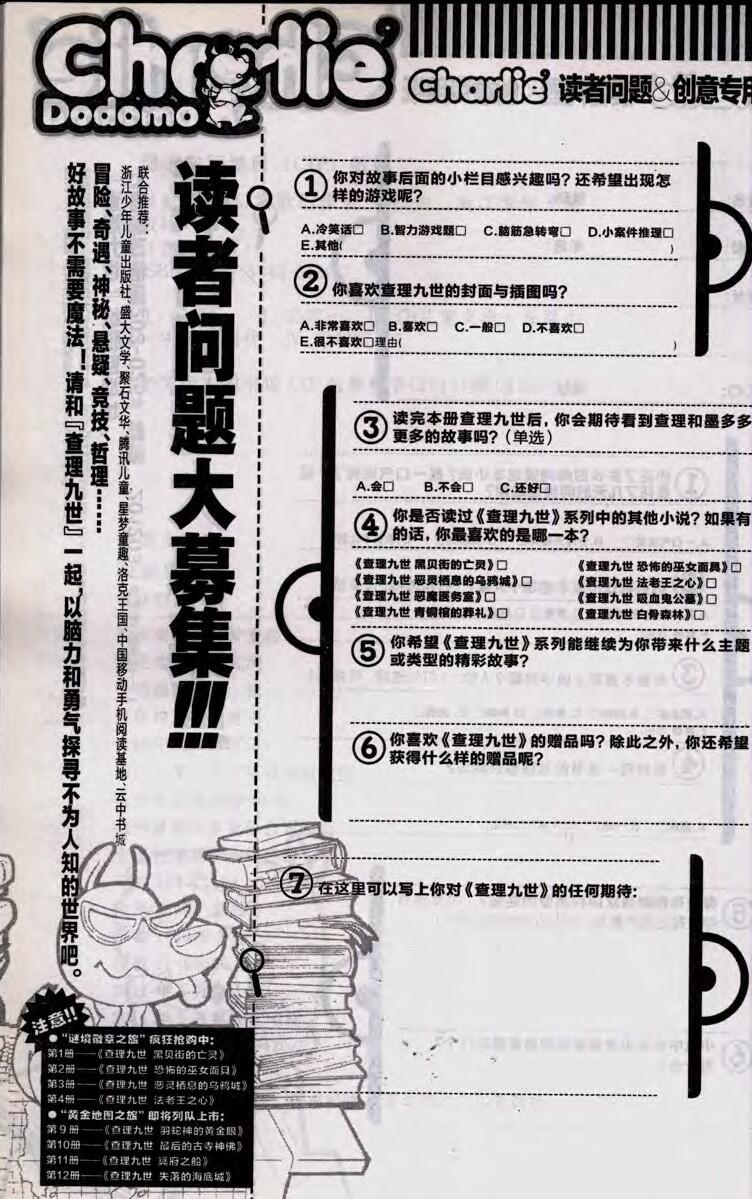 Charlie'9
Dodomo
Charlie'9 读者问题&创意专用
读者问题大募集!!!
联合推荐：
浙江少年儿童出版社、盛大文学、聚石文华、腾讯儿童、星梦童趣、洛克王国、中国移动手机阅读基地、云中书城
冒险、奇遇、神秘、悬疑、竞技、哲理……
好故事不需要魔法！请和『查理九世』一起，以脑力和勇气探寻不为人知的世界吧。
① 你对故事后面的小栏目感兴趣吗？还希望出现怎
样的游戏呢？
A.冷笑话□ B.智力游戏题□ C.脑筋急转弯□ D.小案件推理□
E.其他( )
② 你喜欢查理九世的封面与插图吗？
A.非常喜欢□ B.喜欢□ C.一般□ D.不喜欢□
E.很不喜欢□理由( )
③ 读完本册查理九世后，你会期待看到查理和墨多多
更多的故事吗？（单选）
A.会□ B.不会□ C.还好□
④ 你是否读过《查理九世》系列中的其他小说？如果有
的话，你最喜欢的是哪一本？
《查理九世 黑贝街的亡灵》□ 《查理九世 恐怖的巫女面具》□
《查理九世 恶灵栖息的乌鸦城》□ 《查理九世 法老王之心》□
《查理九世 恶魔医务室》□ 《查理九世 吸血鬼公墓》□
《查理九世 青铜棺的葬礼》□ 《查理九世 白骨森林》□
⑤ 你希望《查理九世》系列能继续为你带来什么主题
或类型的精彩故事？
⑥ 你喜欢《查理九世》的赠品吗？除此之外，你还希望
获得什么样的赠品呢？
⑦ 在这里可以写上你对《查理九世》的任何期待：
注意!!
● “谜境徽章之旅”疯狂抢购中：
第1册——《查理九世 黑贝街的亡灵》
第2册——《查理九世 恐怖的巫女面具》
第3册——《查理九世 恶灵栖息的乌鸦城》
第4册——《查理九世 法老王之心》
● “黄金地图之旅”即将列队上市：
第9册——《查理九世 羽蛇神的黄金眼》
第10册——《查理九世 最后的古寺神佛》
第11册——《查理九世 冥府之船》
第12册——《查理九世 失落的海底城》